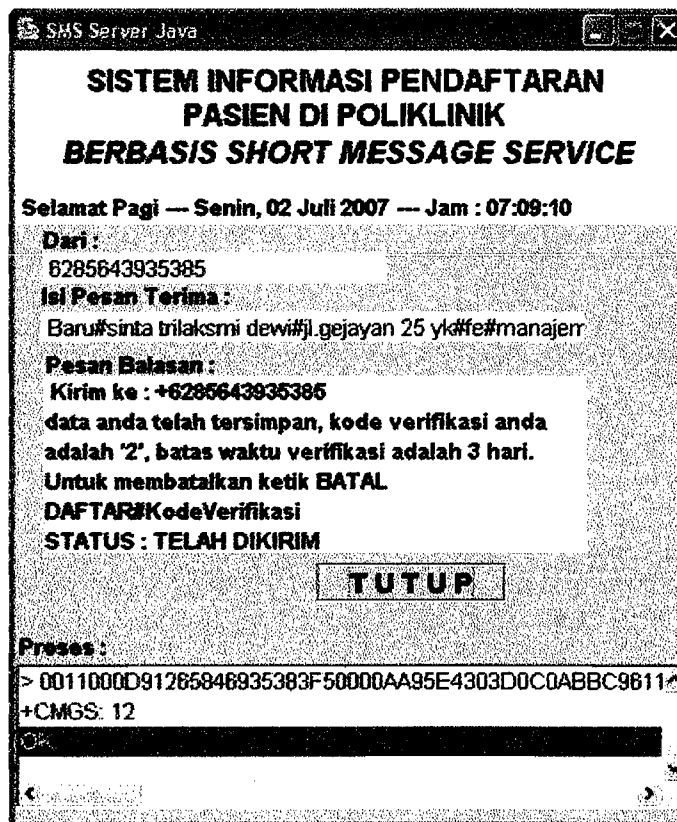 SMS Server Java
SISTEM INFORMASI PENDAFTARAN
PASIEN DI POLIKLINIK
BERBASIS SHORT MESSAGE SERVICE
Selamat Pagi --- Senin, 02 Juli 2007 --- Jam : 07:09:10
Dari :
6285643935385
Isi Pesan Terima :
Baru#sinta trilaksmi dewi#jl.gejayan 25 yk#fe#manajem
Pesan Balasan :
Kirim ke : +6285643935385
data anda telah tersimpan, kode verifikasi anda
adalah '2', batas waktu verifikasi adalah 3 hari.
Untuk membatalkan ketik BATAL
DAFTAR#KodeVerifikasi
STATUS : TELAH DIKIRIM
TUTUP
Proses :
> 0011000D91265846935383F50000AA95E4303D0C0ABBC9611
+CMGS: 12
OK